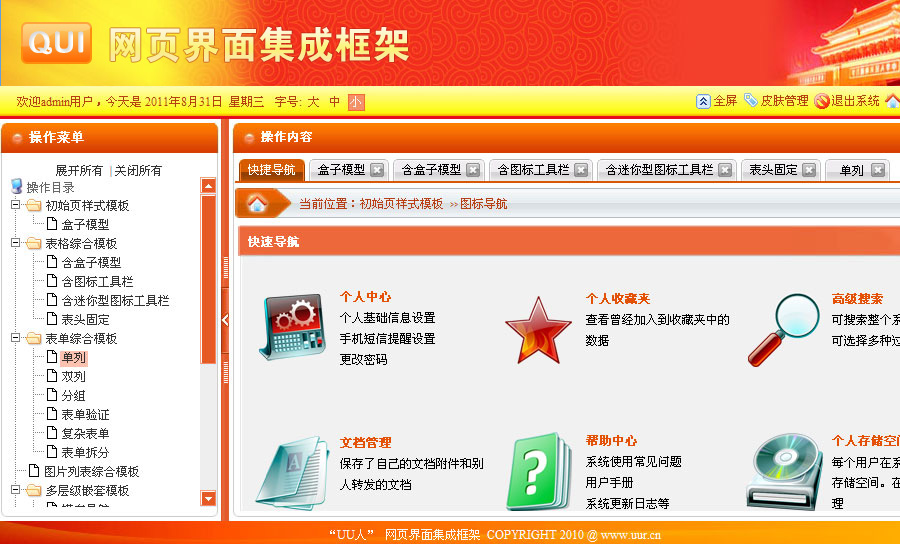 QUI 网页界面集成框架
欢迎admin用户，今天是 2011年8月31日 星期三 字号: 大 中 小
全屏 皮肤管理 退出系统
操作菜单
展开所有 | 关闭所有
操作目录
初始页样式模板
盒子模型
表格综合模板
含盒子模型
含图标工具栏
含迷你型图标工具栏
表头固定
表单综合模板
单列
双列
分组
表单验证
复杂表单
表单拆分
图片列表综合模板
多层级嵌套模板
操作内容
快捷导航 盒子模型 含盒子模型 含图标工具栏 含迷你型图标工具栏 表头固定 单列
当前位置：初始页样式模板 »图标导航
快速导航
个人中心
个人基础信息设置
手机短信提醒设置
更改密码
个人收藏夹
查看曾经加入到收藏夹中的
数据
高级搜索
可搜索整个系
可选择多种过
文档管理
保存了自己的文档附件和别
人转发的文档
帮助中心
系统使用常见问题
用户手册
系统更新日志等
个人存储空间
每个用户在系
存储空间。在
理
“UU人” 网页界面集成框架 COPYRIGHT 2010 @ www.uur.cn